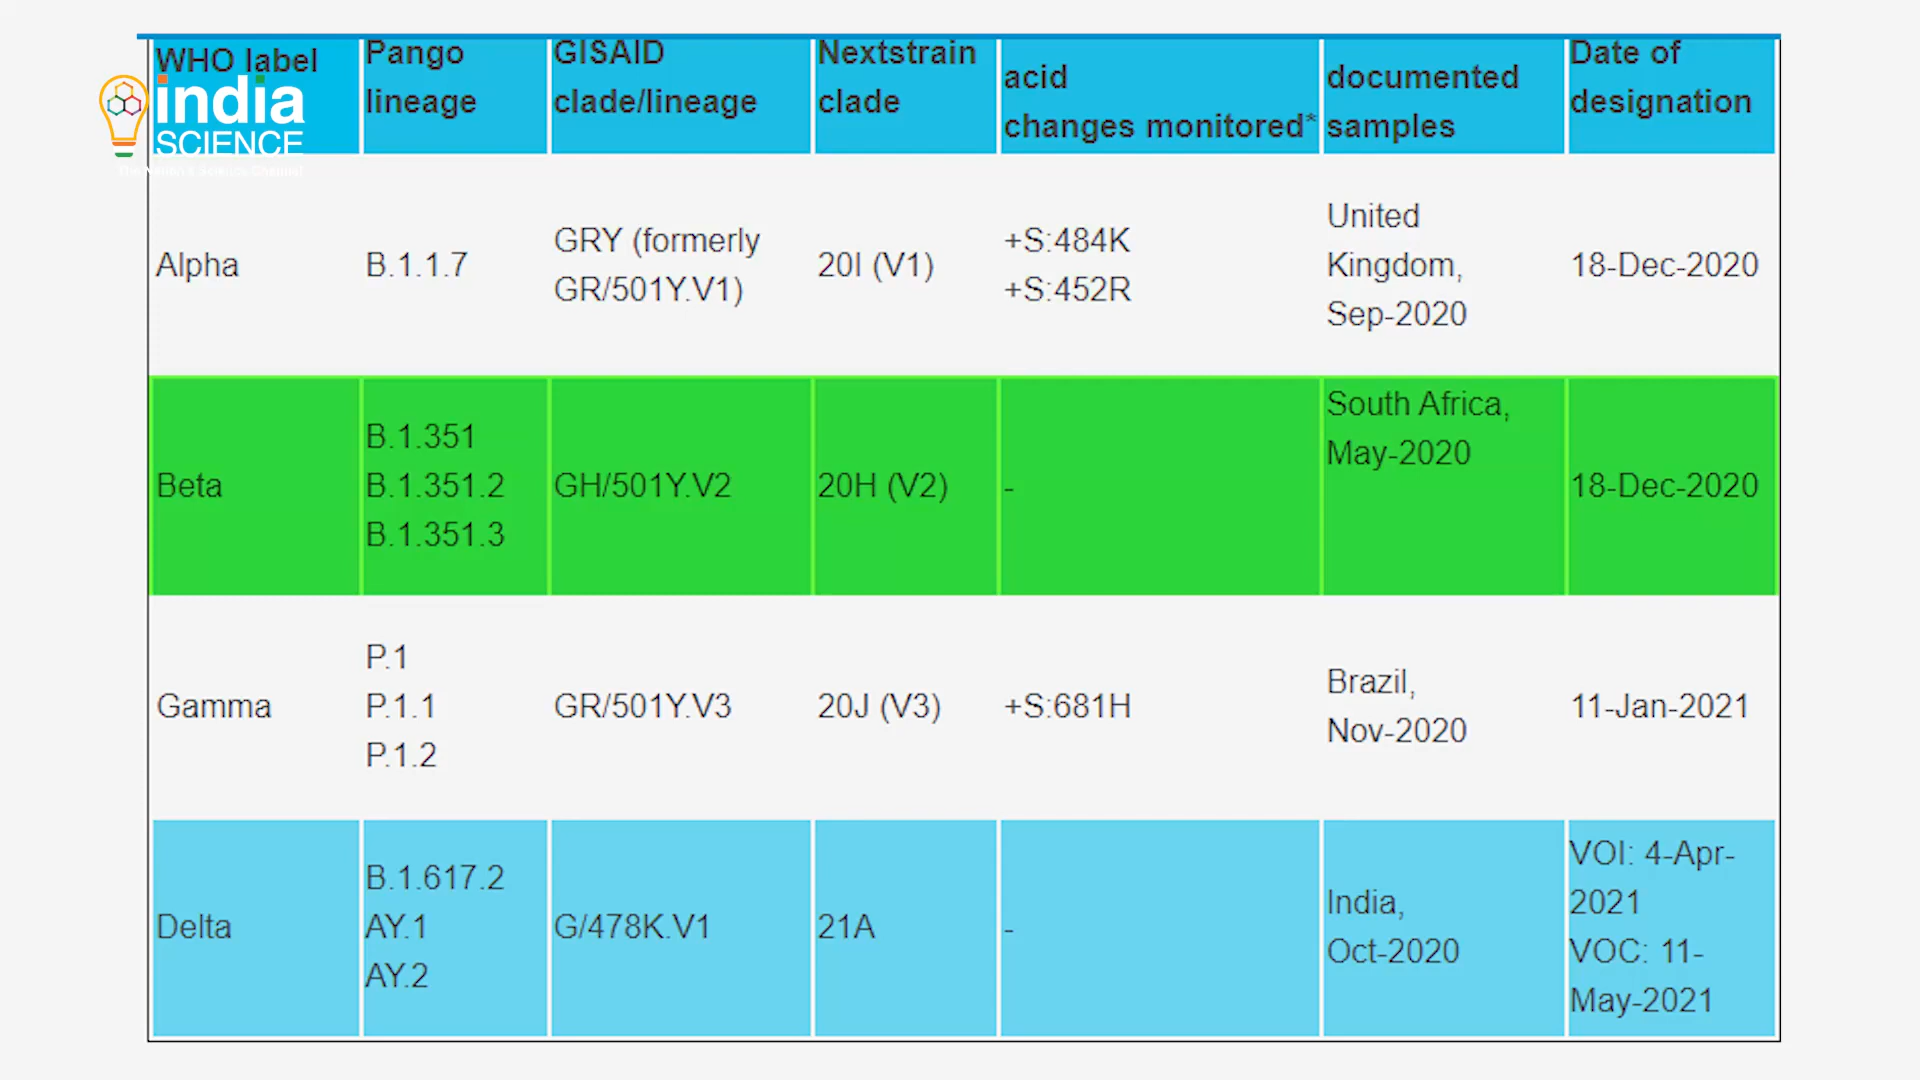 WHO label
Pango
lineage
GISAID
clade/lineage
Nextstrain
clade
acid
changes monitored*
documented
samples
Date of
designation
india
SCIENCE
Alpha
B.1.1.7
GRY (formerly
GR/501Y.V1)
20I (V1)
+S:484K
+S:452R
United
Kingdom,
Sep-2020
18-Dec-2020
Beta
B.1.351
B.1.351.2
B.1.351.3
GH/501Y.V2
20H (V2)
-
South Africa,
May-2020
18-Dec-2020
Gamma
P.1
P.1.1
P.1.2
GR/501Y.V3
20J (V3)
+S:681H
Brazil,
Nov-2020
11-Jan-2021
Delta
B.1.617.2
AY.1
AY.2
G/478K.V1
21A
-
India,
Oct-2020
VOI: 4-Apr-
2021
VOC: 11-
May-2021